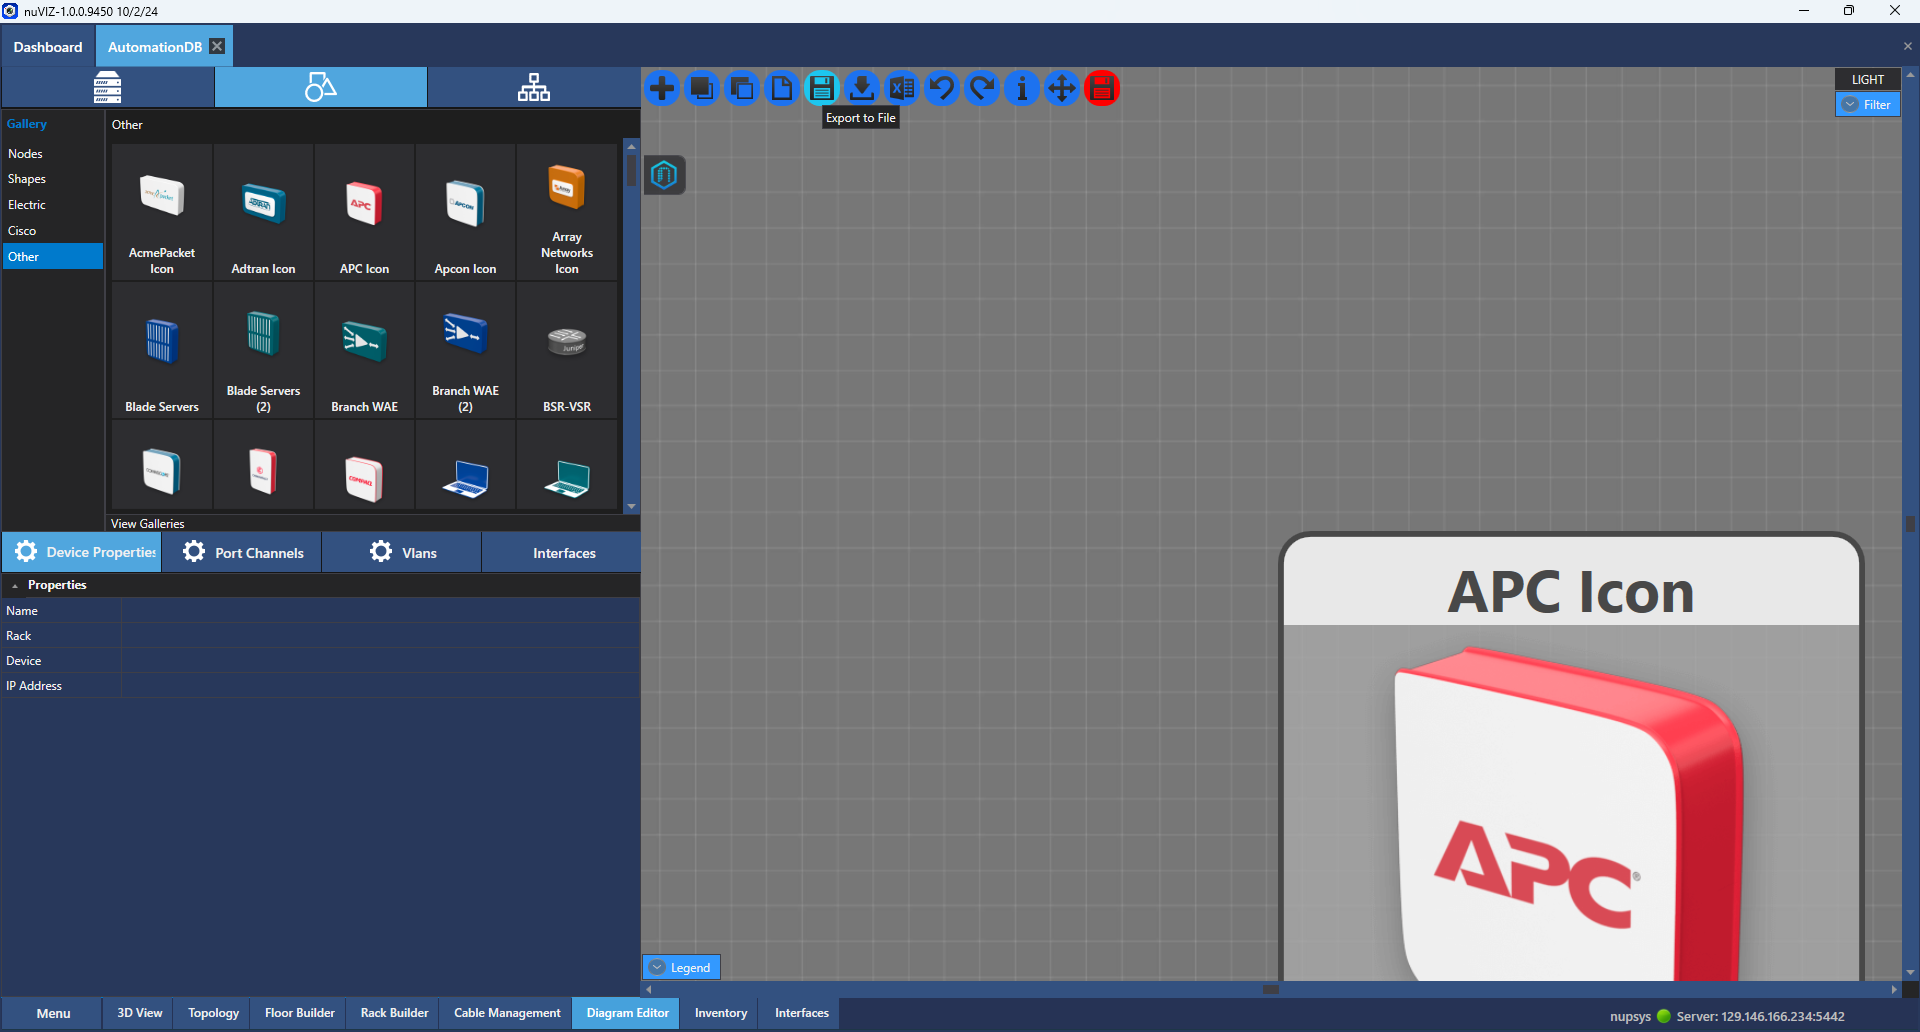 nuVIZ-1.0.0.9450 10/2/24
Dashboard
AutomationDB
LIGHT
Filter
Export to File
Gallery
Nodes
Shapes
Electric
Cisco
Other
Other
AcmePacket
Icon
Adtran Icon
APC
APC Icon
APCON
Apcon Icon
Array
Networks
Icon
Blade Servers
Blade Servers
(2)
Branch WAE
Branch WAE
(2)
Juniper
BSR-VSR
View Galleries
Device Properties
Port Channels
Vlans
Interfaces
Properties
Name
Rack
Device
IP Address
APC Icon
APC®
Legend
Menu
3D View
Topology
Floor Builder
Rack Builder
Cable Management
Diagram Editor
Inventory
Interfaces
nupsys
Server: 129.146.166.234:5442